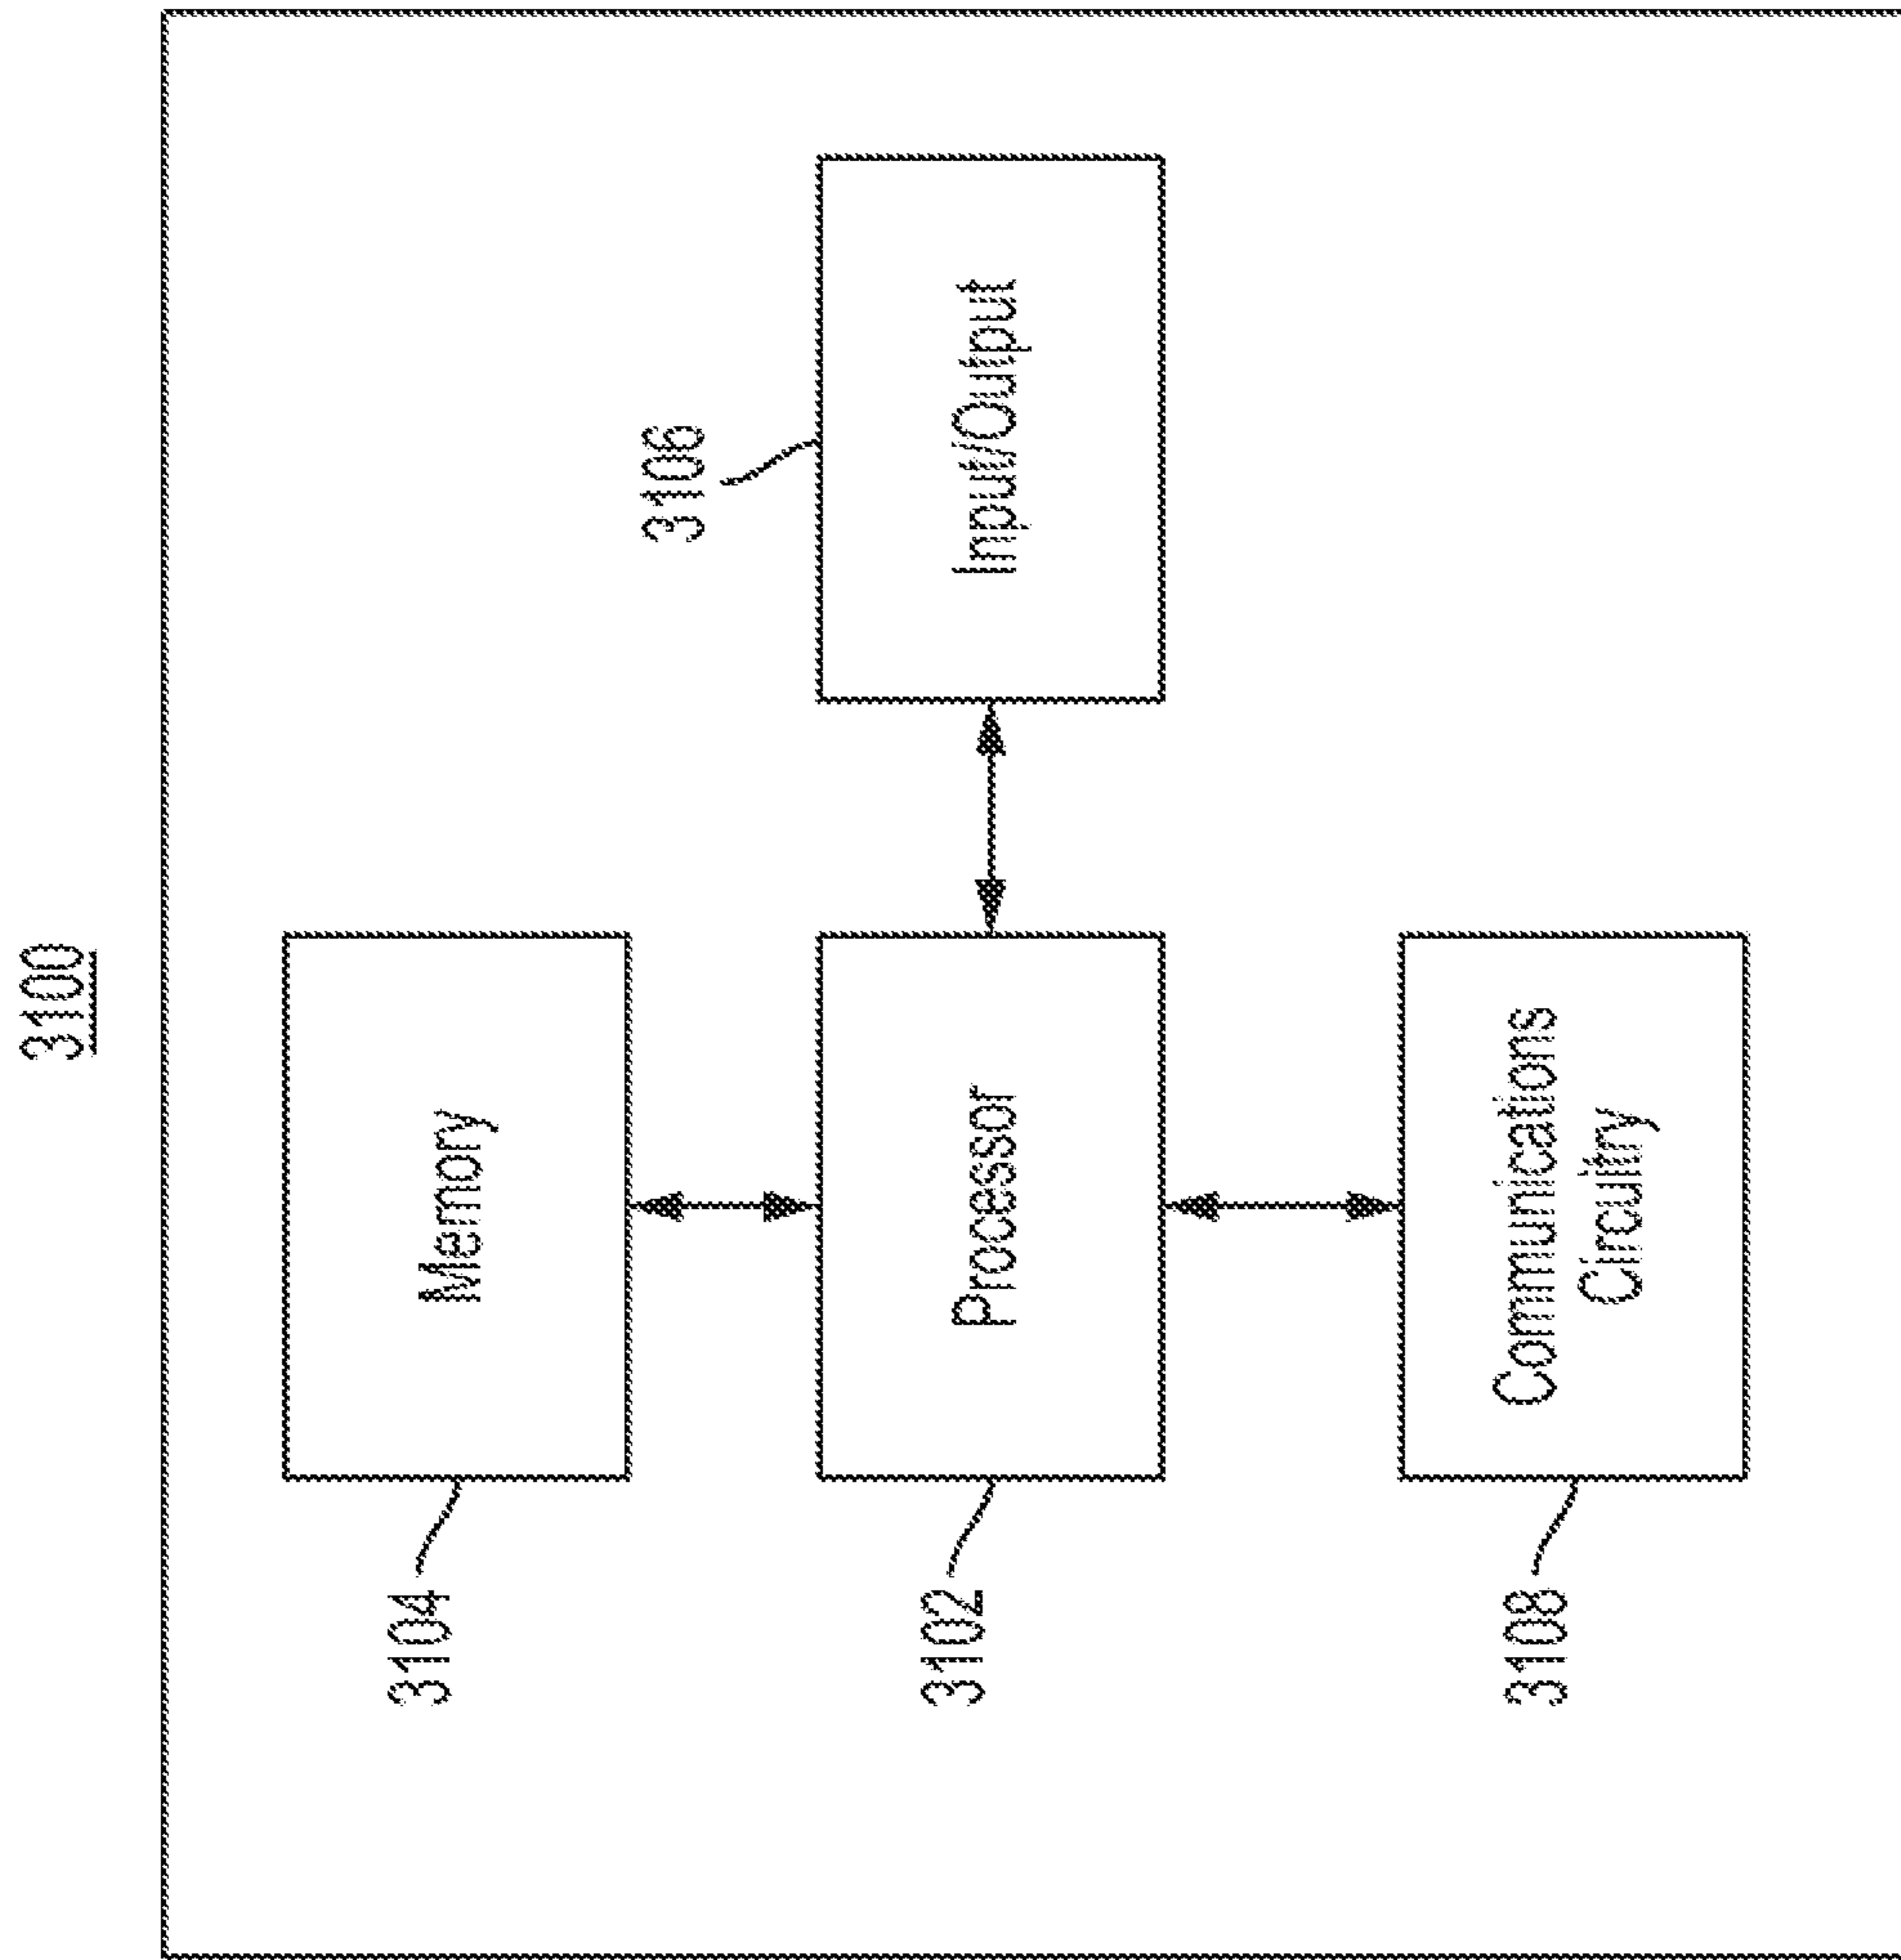 3100
3104
Memory
3102
Processor
3106
Input/Output
3108
Communications
Circuitry